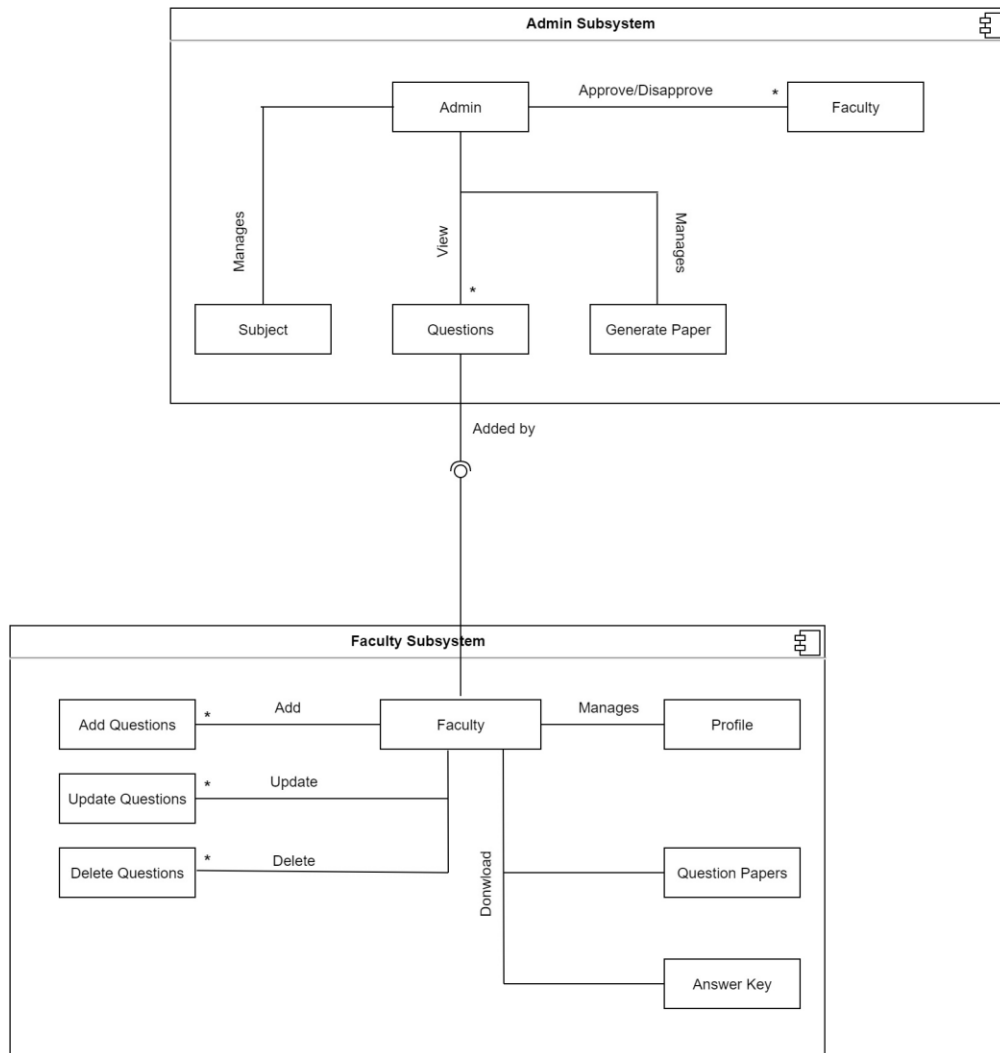 Admin Subsystem
Admin
Approve/Disapprove
*
Faculty
Manages
View
Manages
*
Subject
Questions
Generate Paper
Added by
Faculty Subsystem
Add Questions
*
Add
Faculty
Manages
Profile
Update Questions
*
Update
Delete Questions
*
Delete
Donwload
Question Papers
Answer Key